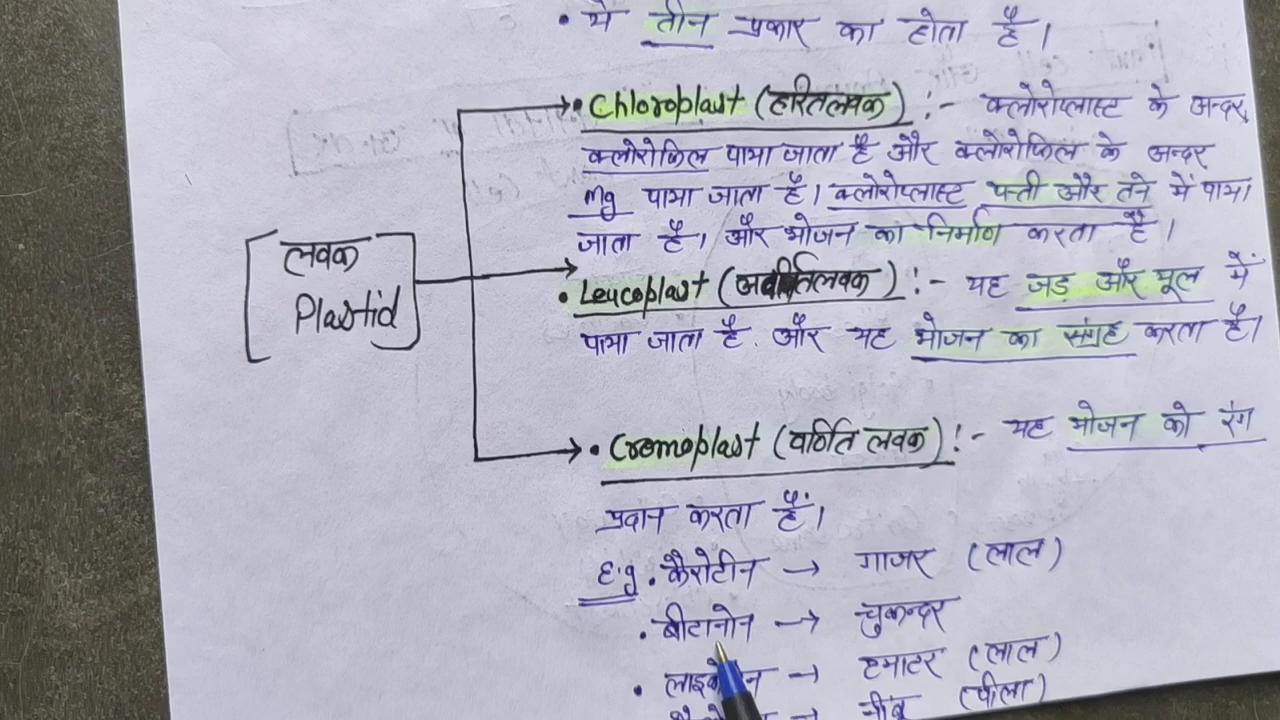 • ये तीन प्रकार का होता है।
• Chloroplast (हरितलवक) :- क्लोरोप्लास्ट के अन्दर
क्लोरोफिल पाया जाता है और क्लोरोफिल के अन्दर
mg पाया जाता है। क्लोरोप्लास्ट पत्ती और तने में पाया
जाता है। और भोजन का निर्माण करता है।
लवक
Plastid
• Leucoplast (अवर्णितलवक) :- यह जड़ और मूल में
पाया जाता है. और यह भोजन का संग्रह करता है।
• Cromoplast (वर्णित लवक) :- यह भोजन को रंग
प्रदान करता है।
E.g • कैरोटीन → गाजर (लाल)
• बीटानीन → चुकन्दर
• → टमाटर (लाल)
→ नीबू (पीला)